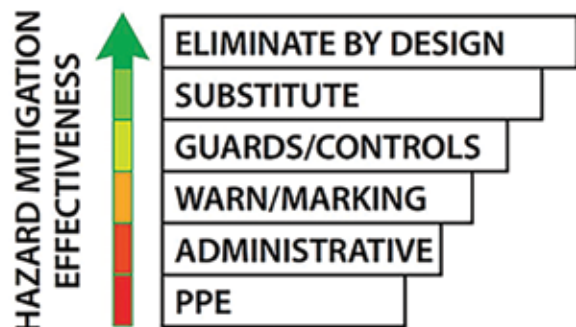 HAZARD MITIGATION
EFFECTIVENESS
ELIMINATE BY DESIGN
SUBSTITUTE
GUARDS/CONTROLS
WARN/MARKING
ADMINISTRATIVE
PPE